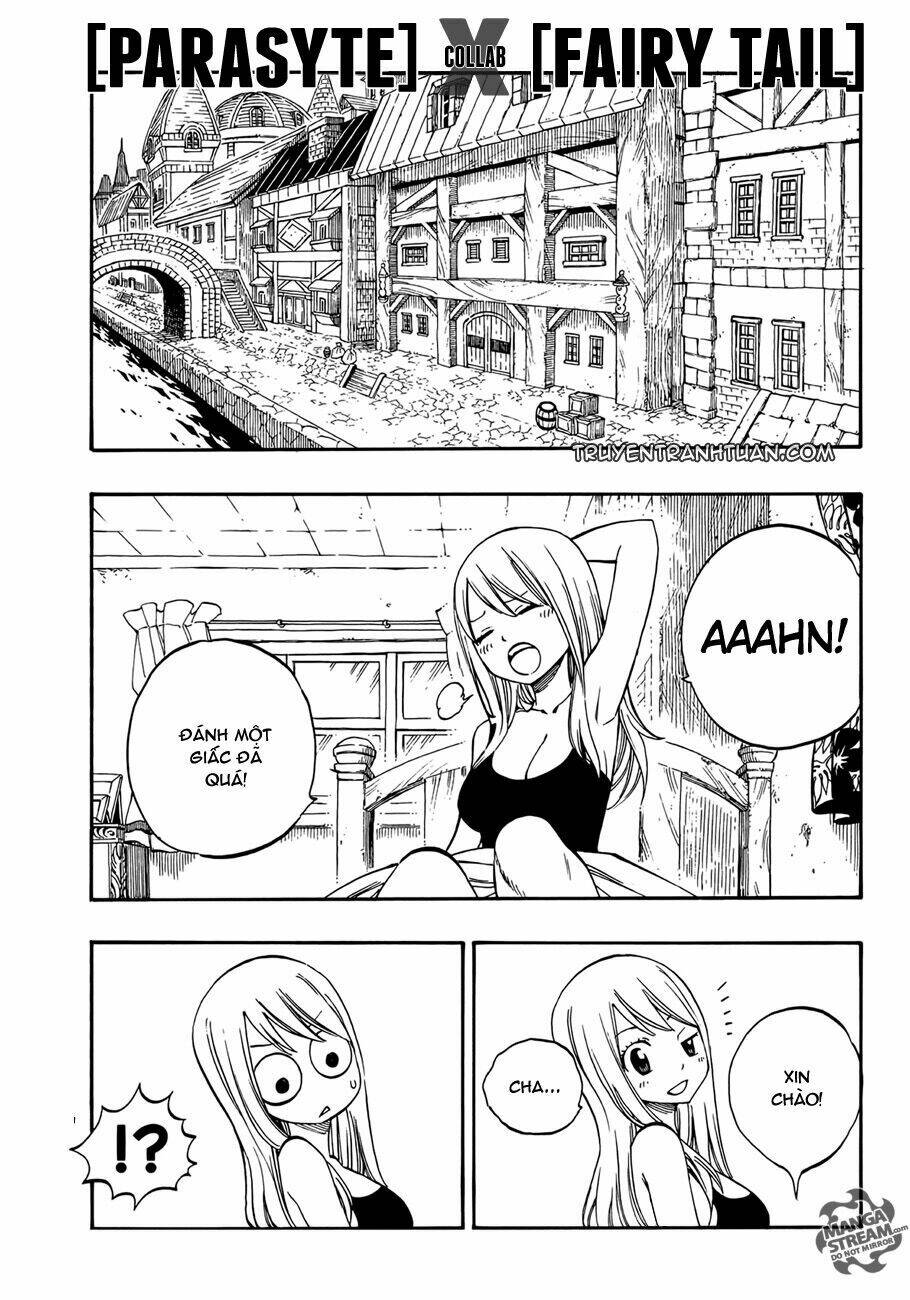 [PARASYTE] X COLLAB [FAIRY TAIL]
TRUYENTRANHTUAN.COM
AAAHN!
ĐÁNH MỘT
GIẤC ĐẢ
QUÁ!
XIN
CHÀO!
CHA...
!?
MANGA
STREAM.COM
DO NOT MIRROR